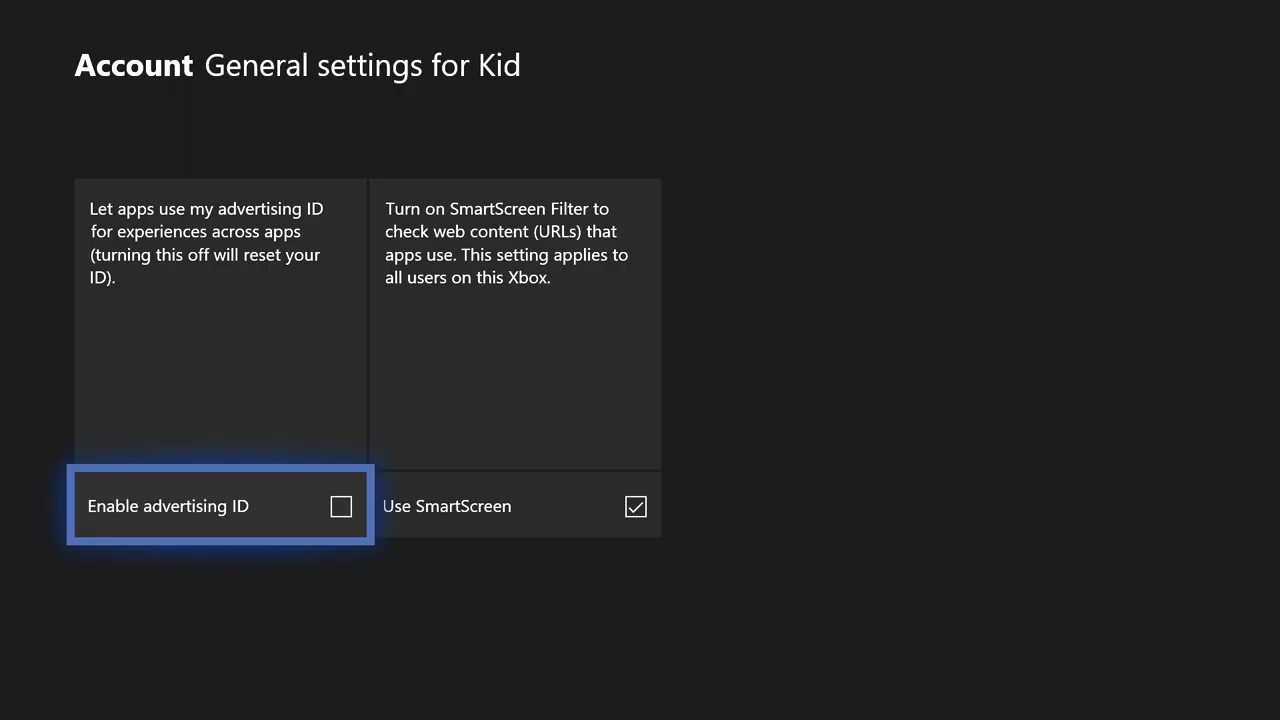 Account General settings for Kid
Let apps use my advertising ID
for experiences across apps
(turning this off will reset your
ID).
Turn on SmartScreen Filter to
check web content (URLs) that
apps use. This setting applies to
all users on this Xbox.
Enable advertising ID
Use SmartScreen